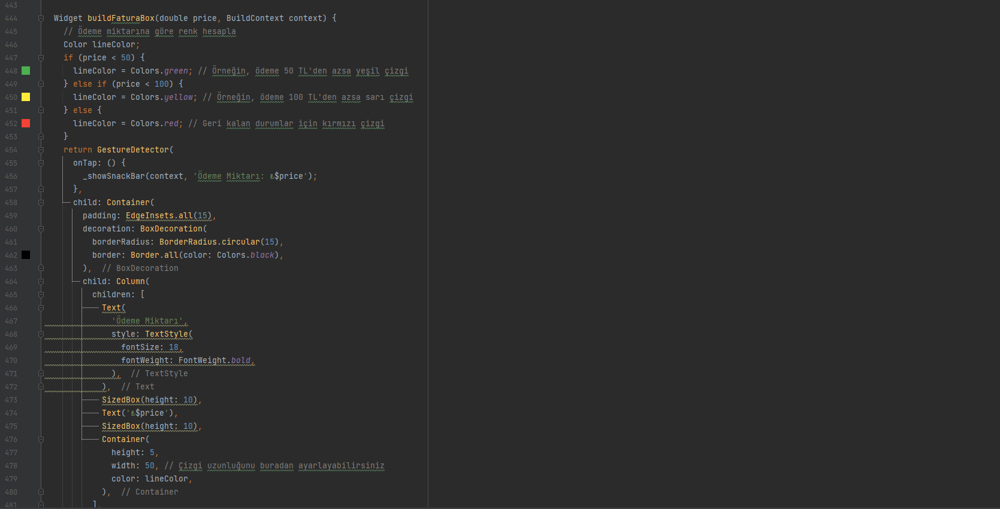 443
444 Widget buildFaturaBox(double price, BuildContext context) {
445 // Ödeme miktarına göre renk hesapla
446 Color lineColor;
447 if (price < 50) {
448 lineColor = Colors.green; // Örneğin, ödeme 50 TL'den azsa yeşil çizgi
449 } else if (price < 100) {
450 lineColor = Colors.yellow; // Örneğin, ödeme 100 TL'den azsa sarı çizgi
451 } else {
452 lineColor = Colors.red; // Geri kalan durumlar için kırmızı çizgi
453 }
454 return GestureDetector(
455 onTap: () {
456 _showSnackBar(context, 'Ödeme Miktarı: ₺$price');
457 },
458 child: Container(
459 padding: EdgeInsets.all(15),
460 decoration: BoxDecoration(
461 borderRadius: BorderRadius.circular(15),
462 border: Border.all(color: Colors.black),
463 ), // BoxDecoration
464 child: Column(
465 children: [
466 Text(
467 'Ödeme Miktarı',
468 style: TextStyle(
469 fontSize: 18,
470 fontWeight: FontWeight.bold,
471 ), // TextStyle
472 ), // Text
473 SizedBox(height: 10),
474 Text('₺$price'),
475 SizedBox(height: 10),
476 Container(
477 height: 5,
478 width: 50, // Çizgi uzunluğunu buradan ayarlayabilirsiniz
479 color: lineColor,
480 ), // Container
481 ],